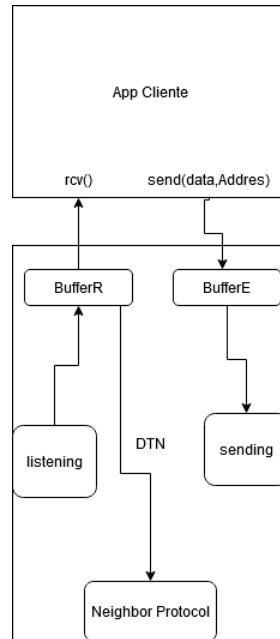 App Cliente
rcv()
send(data,Addres)
BufferR
BufferE
listening
DTN
sending
Neighbor Protocol